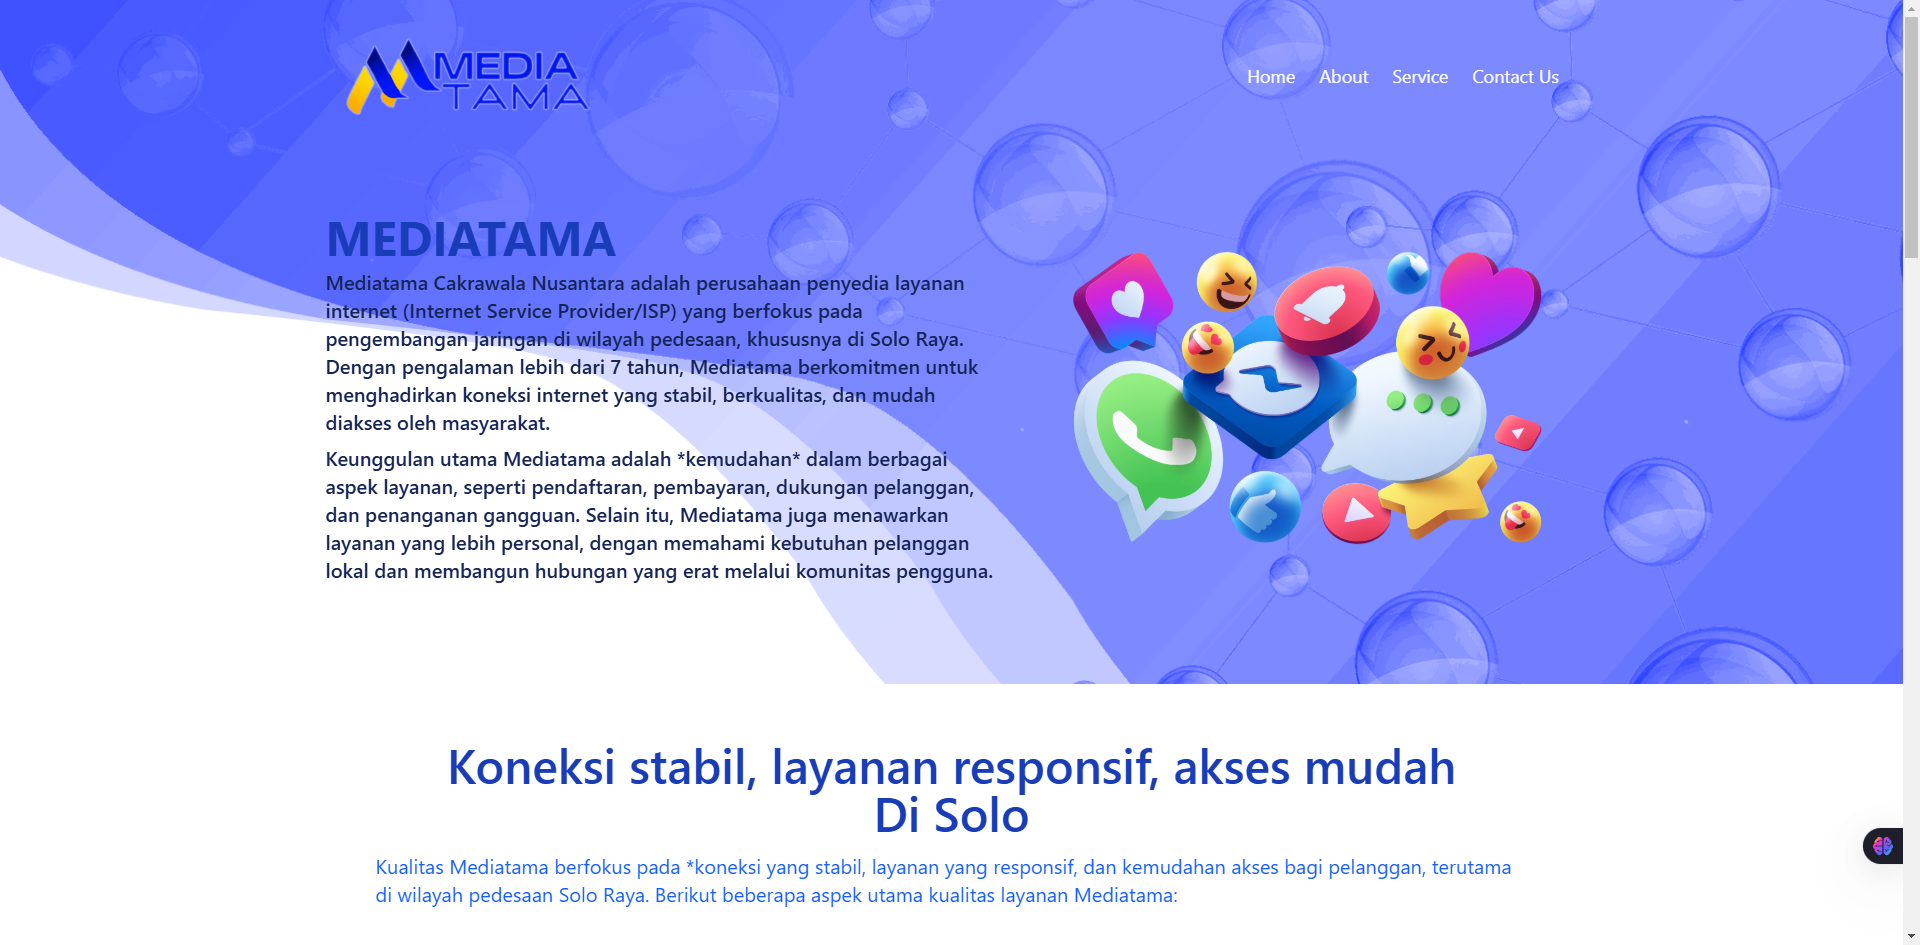 MEDIA
TAMA
Home About Service Contact Us
MEDIATAMA
Mediatama Cakrawala Nusantara adalah perusahaan penyedia layanan
internet (Internet Service Provider/ISP) yang berfokus pada
pengembangan jaringan di wilayah pedesaan, khususnya di Solo Raya.
Dengan pengalaman lebih dari 7 tahun, Mediatama berkomitmen untuk
menghadirkan koneksi internet yang stabil, berkualitas, dan mudah
diakses oleh masyarakat.
Keunggulan utama Mediatama adalah *kemudahan* dalam berbagai
aspek layanan, seperti pendaftaran, pembayaran, dukungan pelanggan,
dan penanganan gangguan. Selain itu, Mediatama juga menawarkan
layanan yang lebih personal, dengan memahami kebutuhan pelanggan
lokal dan membangun hubungan yang erat melalui komunitas pengguna.
Koneksi stabil, layanan responsif, akses mudah
Di Solo
Kualitas Mediatama berfokus pada *koneksi yang stabil, layanan yang responsif, dan kemudahan akses bagi pelanggan, terutama
di wilayah pedesaan Solo Raya. Berikut beberapa aspek utama kualitas layanan Mediatama: